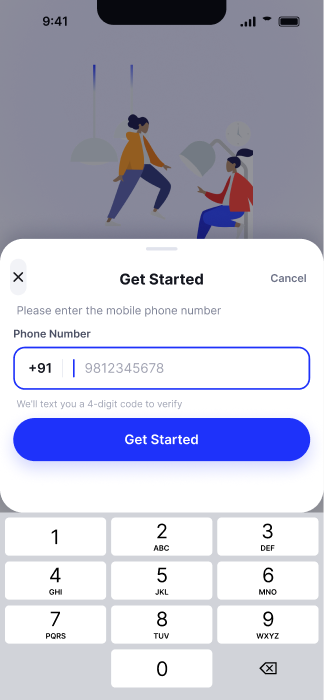 9:41
Get Started
Cancel
Please enter the mobile phone number
Phone Number
+91 9812345678
We'll text you a 4-digit code to verify
Get Started
1
2
ABC
3
DEF
4
GHI
5
JKL
6
MNO
7
PQRS
8
TUV
9
WXYZ
0